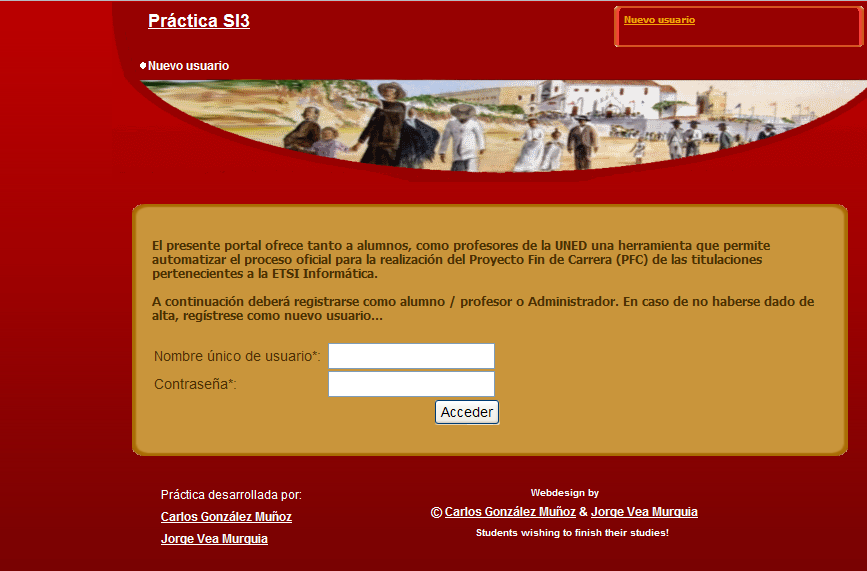 Práctica SI3
Nuevo usuario
Nuevo usuario
El presente portal ofrece tanto a alumnos, como profesores de la UNED una herramienta que permite
automatizar el proceso oficial para la realización del Proyecto Fin de Carrera (PFC) de las titulaciones
pertenecientes a la ETSI Informática.
A continuación deberá registrarse como alumno / profesor o Administrador. En caso de no haberse dado de
alta, regístrese como nuevo usuario...
Nombre único de usuario*:
Contraseña*:
Acceder
Práctica desarrollada por:
Carlos González Muñoz
Jorge Vea Murguia
Webdesign by
© Carlos González Muñoz & Jorge Vea Murguia
Students wishing to finish their studies!